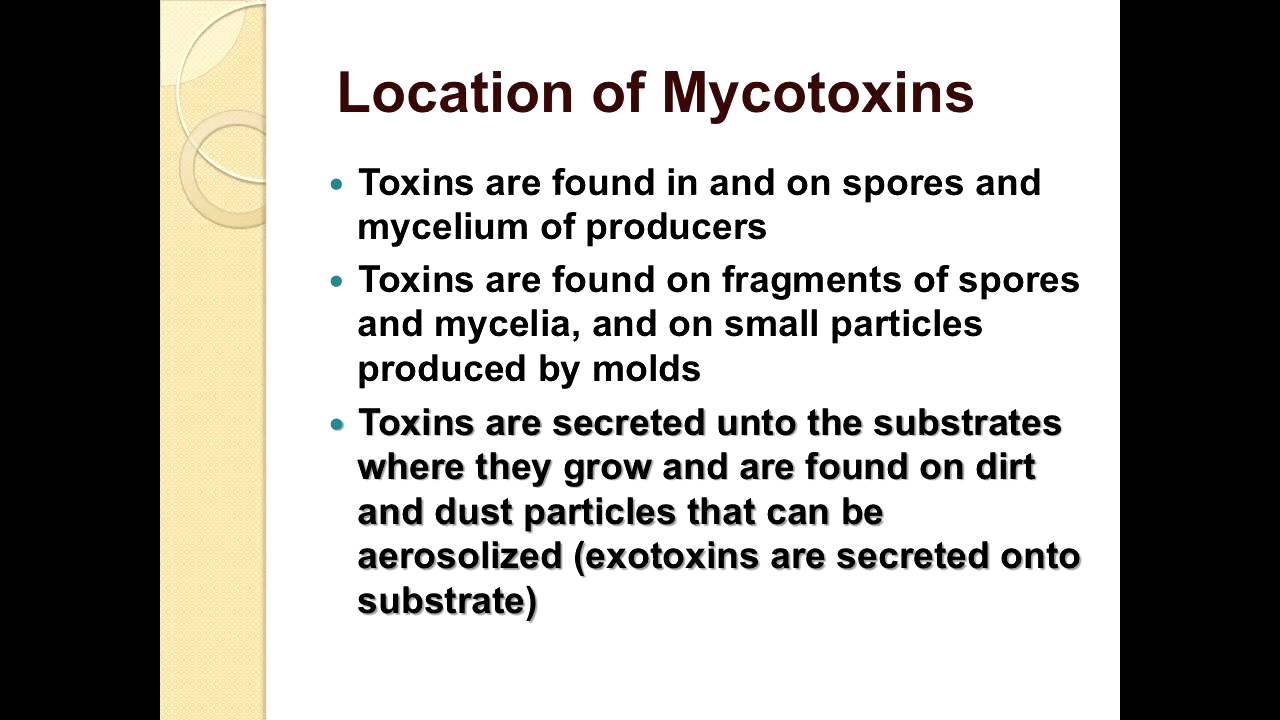 Location of Mycotoxins
• Toxins are found in and on spores and
mycelium of producers
• Toxins are found on fragments of spores
and mycelia, and on small particles
produced by molds
• Toxins are secreted unto the substrates
where they grow and are found on dirt
and dust particles that can be
aerosolized (exotoxins are secreted onto
substrate)